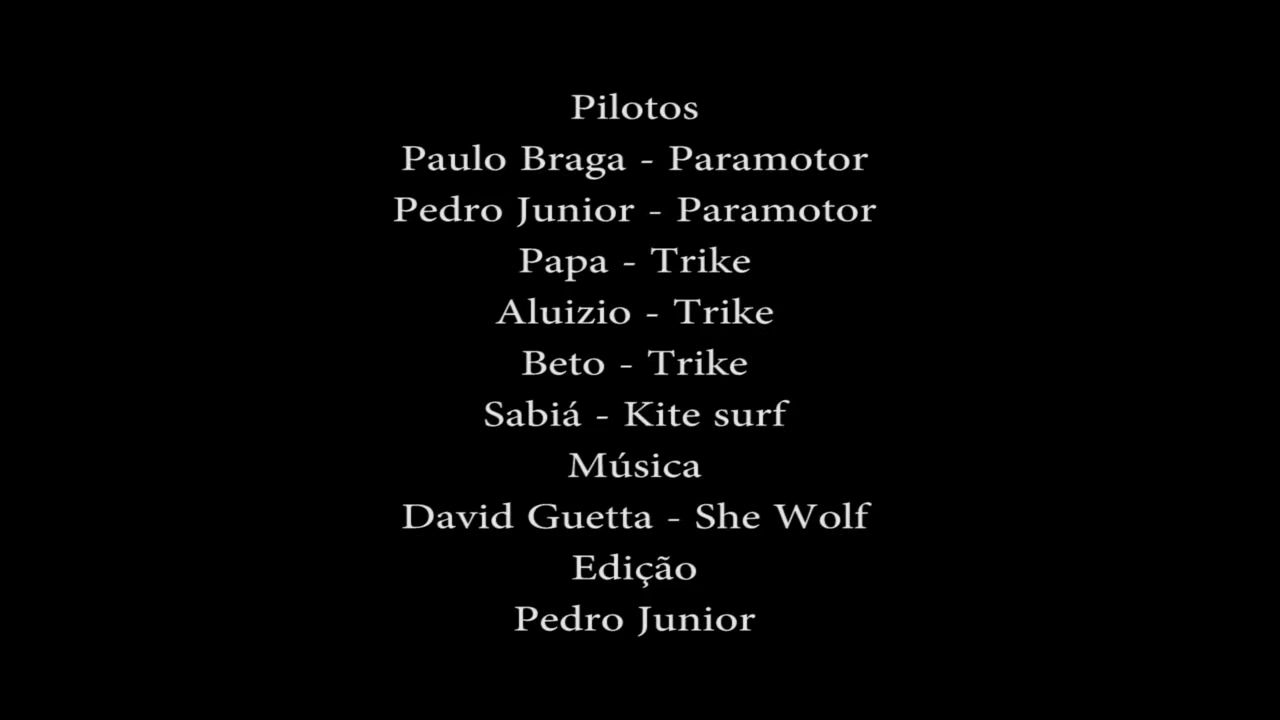 Pilotos
Paulo Braga - Paramotor
Pedro Junior - Paramotor
Papa - Trike
Aluizio - Trike
Beto - Trike
Sabiá - Kite surf
Música
David Guetta - She Wolf
Edição
Pedro Junior